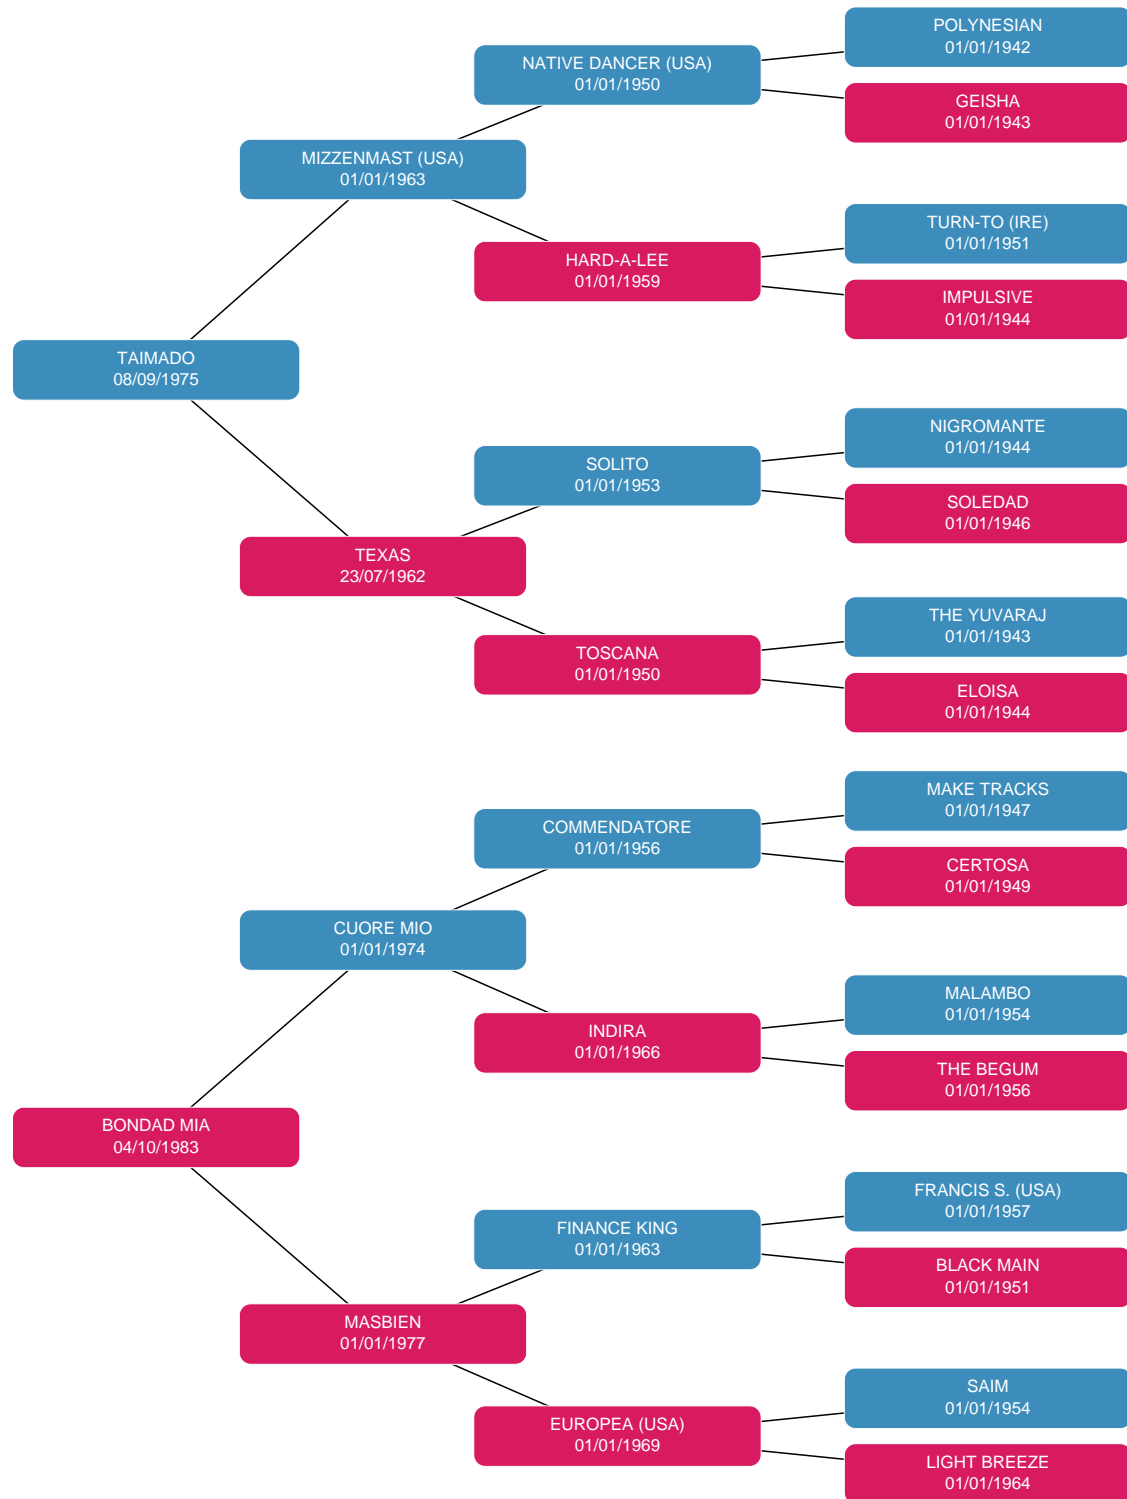 POLYNESIAN
01/01/1942
NATIVE DANCER (USA)
01/01/1950
GEISHA
01/01/1943
MIZZENMAST (USA)
01/01/1963
TURN-TO (IRE)
01/01/1951
HARD-A-LEE
01/01/1959
IMPULSIVE
01/01/1944
TAIMADO
08/09/1975
NIGROMANTE
01/01/1944
SOLITO
01/01/1953
SOLEDAD
01/01/1946
TEXAS
23/07/1962
THE YUVARAJ
01/01/1943
TOSCANA
01/01/1950
ELOISA
01/01/1944
MAKE TRACKS
01/01/1947
COMMENDATORE
01/01/1956
CERTOSA
01/01/1949
CUORE MIO
01/01/1974
MALAMBO
01/01/1954
INDIRA
01/01/1966
THE BEGUM
01/01/1956
BONDAD MIA
04/10/1983
FRANCIS S. (USA)
01/01/1957
FINANCE KING
01/01/1963
BLACK MAIN
01/01/1951
MASBIEN
01/01/1977
SAIM
01/01/1954
EUROPEA (USA)
01/01/1969
LIGHT BREEZE
01/01/1964